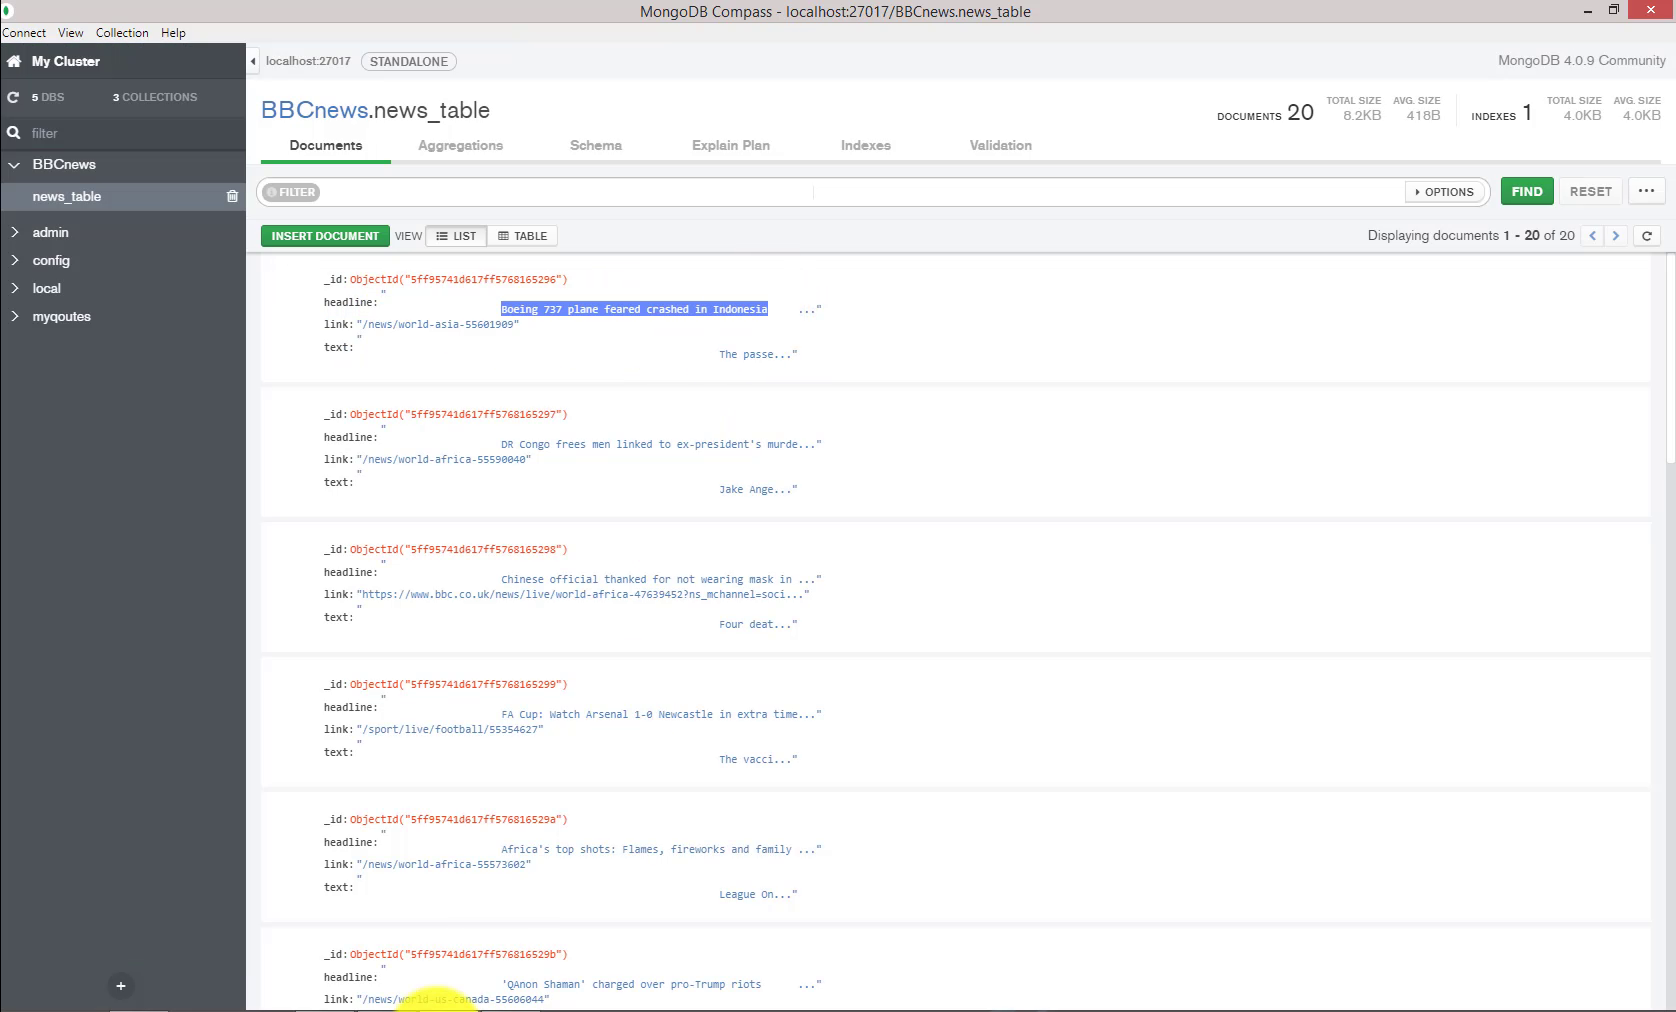 MongoDB Compass - localhost:27017/BBCnews.news_table
Connect View Collection Help
My Cluster
localhost:27017 STANDALONE
MongoDB 4.0.9 Community
5 DBS 3 COLLECTIONS
filter
BBCnews
news_table
admin
config
local
myqoutes
BBCnews.news_table
DOCUMENTS 20
TOTAL SIZE 8.2KB
AVG. SIZE 418B
INDEXES 1
TOTAL SIZE 4.0KB
AVG. SIZE 4.0KB
Documents Aggregations Schema Explain Plan Indexes Validation
FILTER OPTIONS FIND RESET ...
INSERT DOCUMENT VIEW LIST TABLE
Displaying documents 1 - 20 of 20
_id:ObjectId("5ff95741d617ff5768165296")
headline: "
Boeing 737 plane feared crashed in Indonesia ..."
link:"/news/world-asia-55601909"
text: "
The passe..."
_id:ObjectId("5ff95741d617ff5768165297")
headline: "
DR Congo frees men linked to ex-president's murde..."
link:"/news/world-africa-55590040"
text: "
Jake Ange..."
_id:ObjectId("5ff95741d617ff5768165298")
headline: "
Chinese official thanked for not wearing mask in ..."
link:"https://www.bbc.co.uk/news/live/world-africa-47639452?ns_mchannel=soci..."
text: "
Four deat..."
_id:ObjectId("5ff95741d617ff5768165299")
headline: "
FA Cup: Watch Arsenal 1-0 Newcastle in extra time..."
link:"/sport/live/football/55354627"
text: "
The vacci..."
_id:ObjectId("5ff95741d617ff576816529a")
headline: "
Africa's top shots: Flames, fireworks and family ..."
link:"/news/world-africa-55573602"
text: "
League On..."
_id:ObjectId("5ff95741d617ff576816529b")
headline: "
'QAnon Shaman' charged over pro-Trump riots ..."
link:"/news/world-us-canada-55606044"